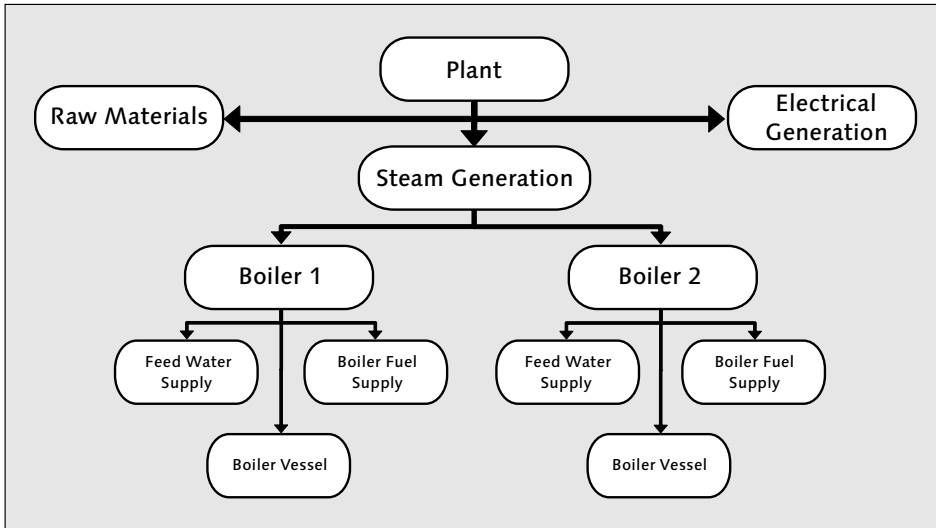 Plant
Raw Materials
Electrical
Generation
Steam Generation
Boiler 1
Boiler 2
Feed Water
Supply
Boiler Fuel
Supply
Feed Water
Supply
Boiler Fuel
Supply
Boiler Vessel
Boiler Vessel